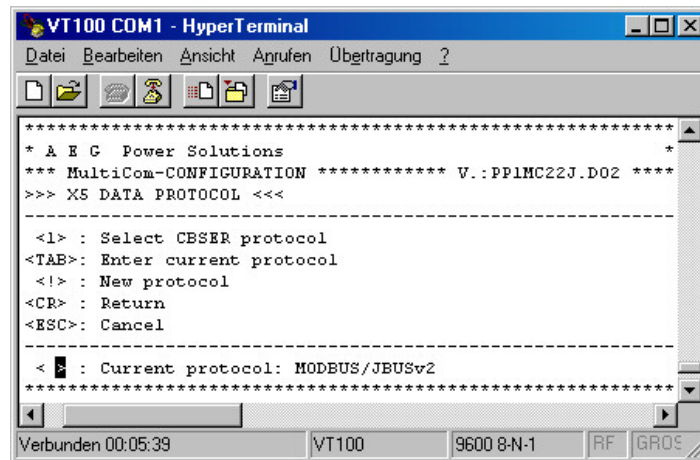 VT100 COM1 - HyperTerminal
Datei Bearbeiten Ansicht Anrufen Übertragung ?
****************************************************************
* A E G Power Solutions *
*** MultiCom-CONFIGURATION ************ V.:PP1MC22J.D02 ****
>>> X5 DATA PROTOCOL <<<
----------------------------------------------------------------
<1> : Select CBSER protocol
<TAB>: Enter current protocol
<!> : New protocol
<CR> : Return
<ESC>: Cancel
----------------------------------------------------------------
< > : Current protocol: MODBUS/JBUSv2
****************************************************************
Verbunden 00:05:39 VT100 9600 8-N-1 RF GROS